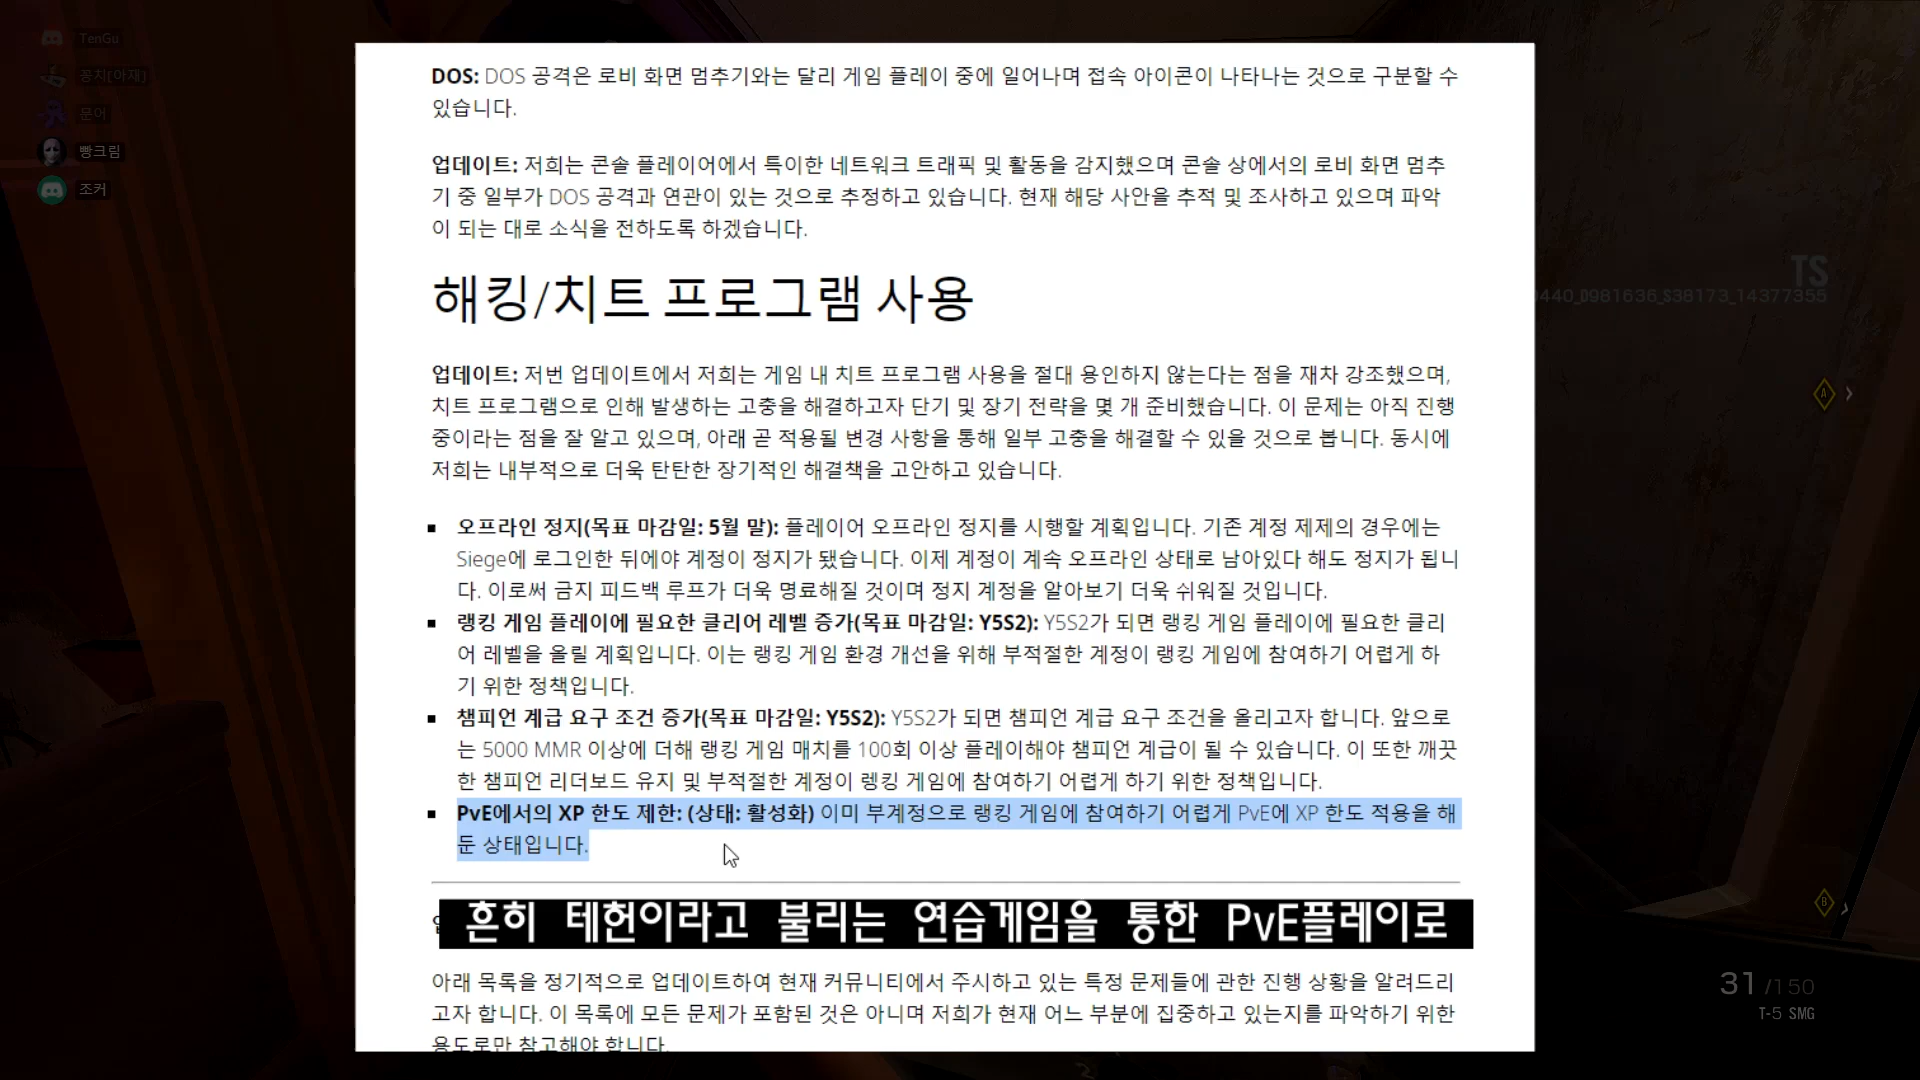 TenGu
꽁치(아재)
문어
빵크림
조커
DOS: DOS 공격은 로비 화면 멈추기와는 달리 게임 플레이 중에 일어나며 접속 아이콘이 나타나는 것으로 구분할 수
있습니다.
업데이트: 저희는 콘솔 플레이어에서 특이한 네트워크 트래픽 및 활동을 감지했으며 콘솔 상에서의 로비 화면 멈추
기 중 일부가 DOS 공격과 연관이 있는 것으로 추정하고 있습니다. 현재 해당 사안을 추적 및 조사하고 있으며 파악
이 되는 대로 소식을 전하도록 하겠습니다.
해킹/치트 프로그램 사용
업데이트: 저번 업데이트에서 저희는 게임 내 치트 프로그램 사용을 절대 용인하지 않는다는 점을 재차 강조했으며,
치트 프로그램으로 인해 발생하는 고충을 해결하고자 단기 및 장기 전략을 몇 개 준비했습니다. 이 문제는 아직 진행
중이라는 점을 잘 알고 있으며, 아래 곧 적용될 변경 사항을 통해 일부 고충을 해결할 수 있을 것으로 봅니다. 동시에
저희는 내부적으로 더욱 탄탄한 장기적인 해결책을 고안하고 있습니다.
오프라인 정지(목표 마감일: 5월 말): 플레이어 오프라인 정지를 시행할 계획입니다. 기존 계정 제제의 경우에는
Siege에 로그인한 뒤에야 계정이 정지가 됐습니다. 이제 계정이 계속 오프라인 상태로 남아있다 해도 정지가 됩니
다. 이로써 금지 피드백 루프가 더욱 명료해질 것이며 정지 계정을 알아보기 더욱 쉬워질 것입니다.
랭킹 게임 플레이에 필요한 클리어 레벨 증가(목표 마감일: Y5S2): Y5S2가 되면 랭킹 게임 플레이에 필요한 클리
어 레벨을 올릴 계획입니다. 이는 랭킹 게임 환경 개선을 위해 부적절한 계정이 랭킹 게임에 참여하기 어렵게 하
기 위한 정책입니다.
챔피언 계급 요구 조건 증가(목표 마감일: Y5S2): Y5S2가 되면 챔피언 계급 요구 조건을 올리고자 합니다. 앞으로
는 5000 MMR 이상에 더해 랭킹 게임 매치를 100회 이상 플레이해야 챔피언 계급이 될 수 있습니다. 이 또한 깨끗
한 챔피언 리더보드 유지 및 부적절한 계정이 렝킹 게임에 참여하기 어렵게 하기 위한 정책입니다.
PvE에서의 XP 한도 제한: (상태: 활성화) 이미 부계정으로 랭킹 게임에 참여하기 어렵게 PvE에 XP 한도 적용을 해
둔 상태입니다.
흔히 테헌이라고 불리는 연습게임을 통한 PvE플레이로
아래 목록을 정기적으로 업데이트하여 현재 커뮤니티에서 주시하고 있는 특정 문제들에 관한 진행 상황을 알려드리
고자 합니다. 이 목록에 모든 문제가 포함된 것은 아니며 저희가 현재 어느 부분에 집중하고 있는지를 파악하기 위한
용도로만 참고해야 합니다.
TS
440_D981636_S38173_14377355
A
B
31 /150
T-5 SMG